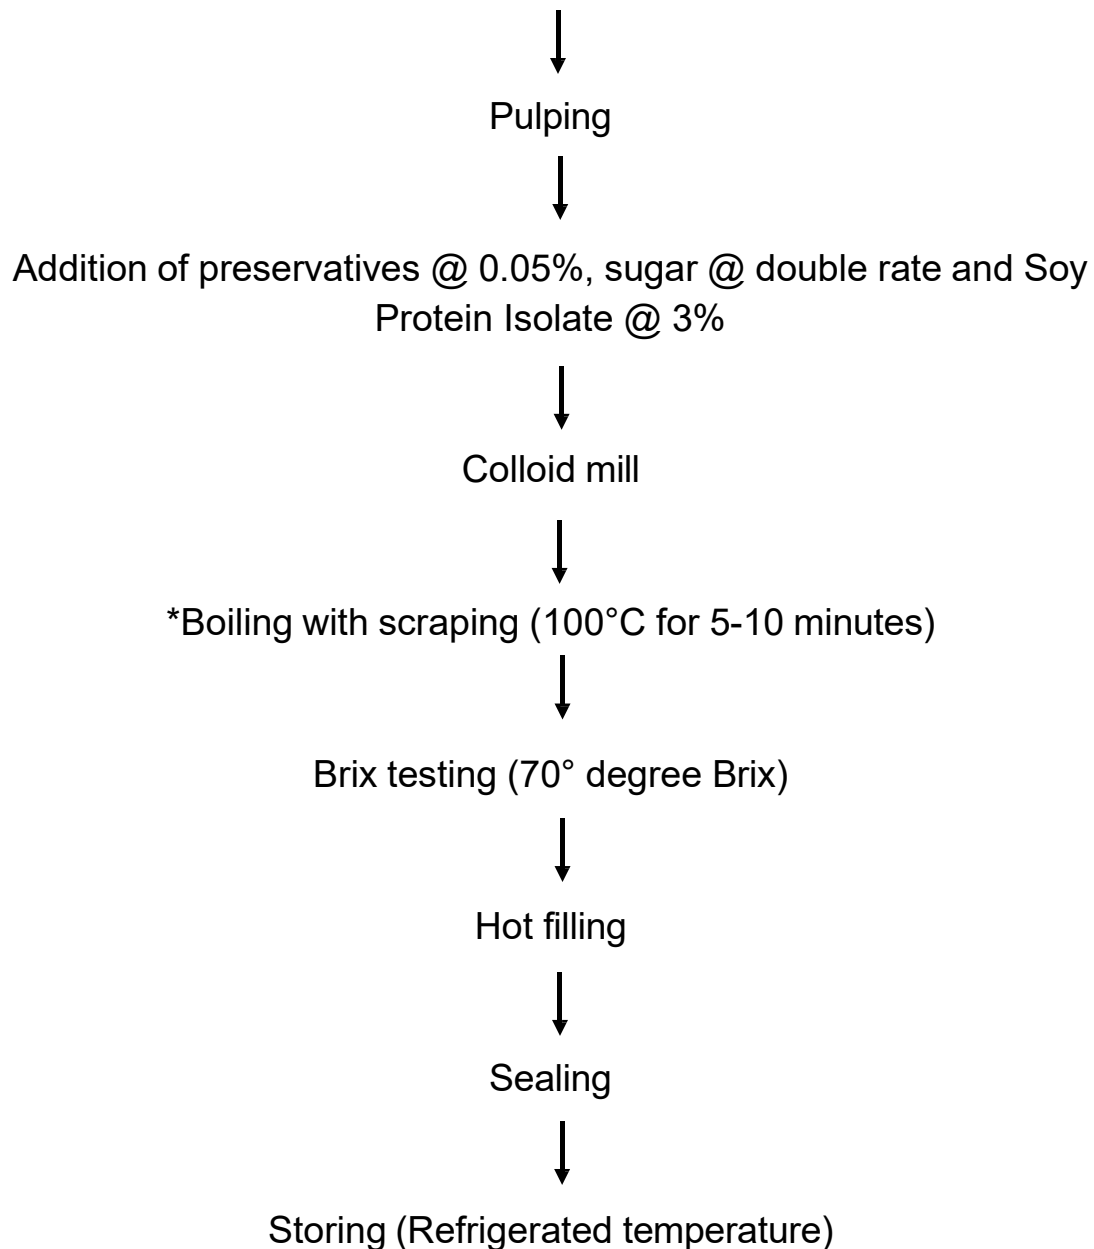 Pulping
Addition of preservatives @ 0.05%, sugar @ double rate and Soy
Protein Isolate @ 3%
Colloid mill
*Boiling with scraping (100°C for 5-10 minutes)
Brix testing (70° degree Brix)
Hot filling
Sealing
Storing (Refrigerated temperature)